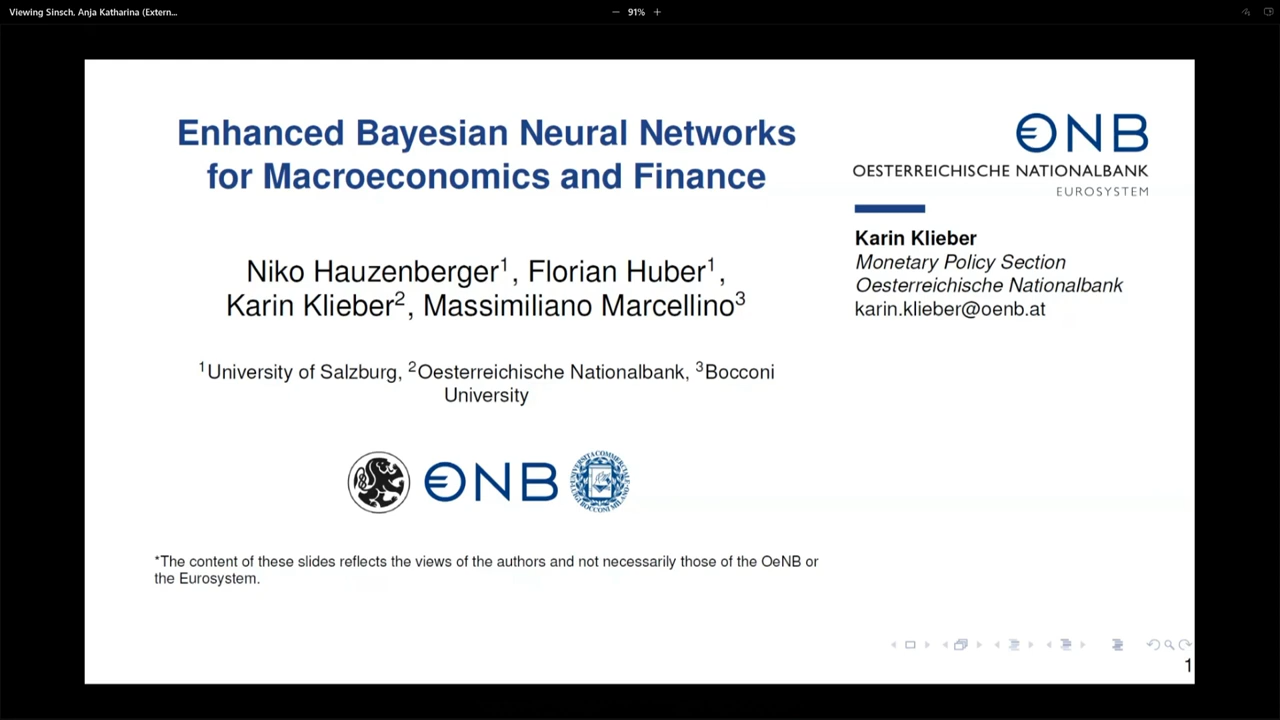 Viewing Sinsch, Anja Katharina (Extern...
91%
Enhanced Bayesian Neural Networks
for Macroeconomics and Finance
Niko Hauzenberger¹, Florian Huber¹,
Karin Klieber², Massimiliano Marcellino³
¹University of Salzburg, ²Oesterreichische Nationalbank, ³Bocconi
University
ONB
*The content of these slides reflects the views of the authors and not necessarily those of the OeNB or
the Eurosystem.
ONB
OESTERREICHISCHE NATIONALBANK
EUROSYSTEM
Karin Klieber
Monetary Policy Section
Oesterreichische Nationalbank
karin.klieber@oenb.at
1